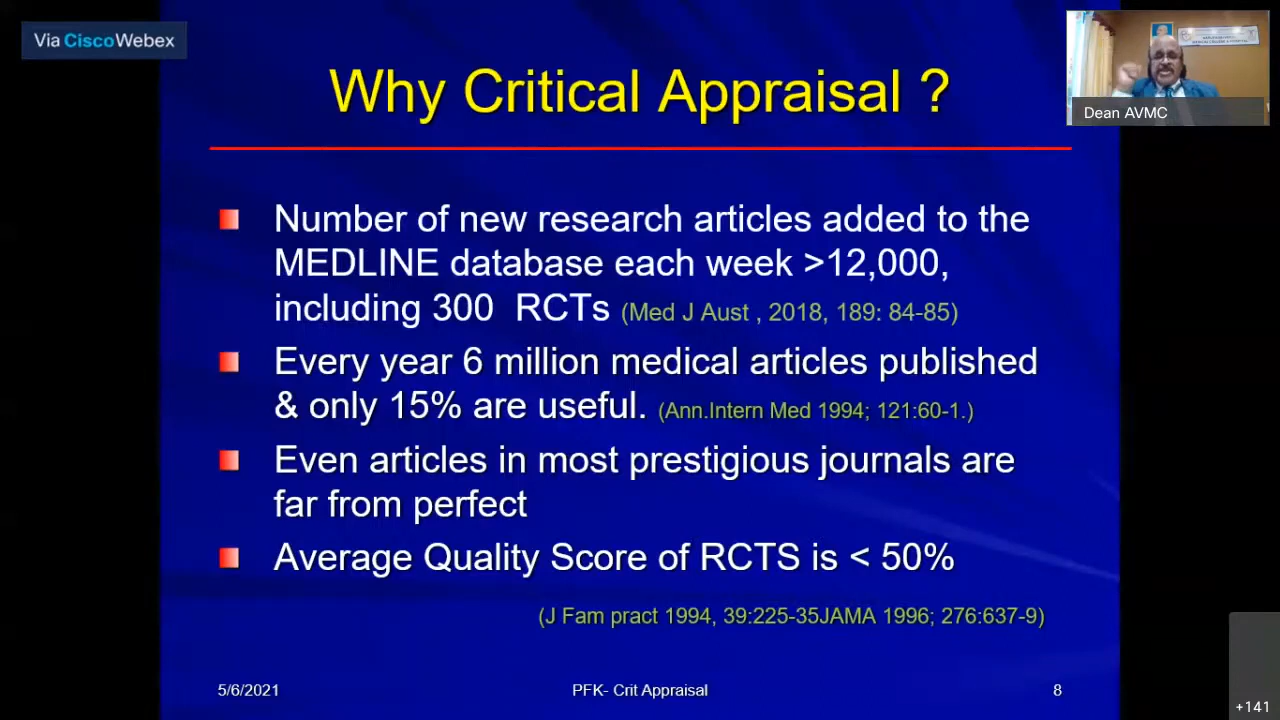 Via CiscoWebex
Why Critical Appraisal ?
Dean AVMC
Number of new research articles added to the
MEDLINE database each week >12,000,
including 300 RCTs (Med J Aust , 2018, 189: 84-85)
Every year 6 million medical articles published
& only 15% are useful. (Ann.Intern Med 1994; 121:60-1.)
Even articles in most prestigious journals are
far from perfect
Average Quality Score of RCTS is < 50%
(J Fam pract 1994, 39:225-35JAMA 1996; 276:637-9)
5/6/2021
PFK- Crit Appraisal
8
+141